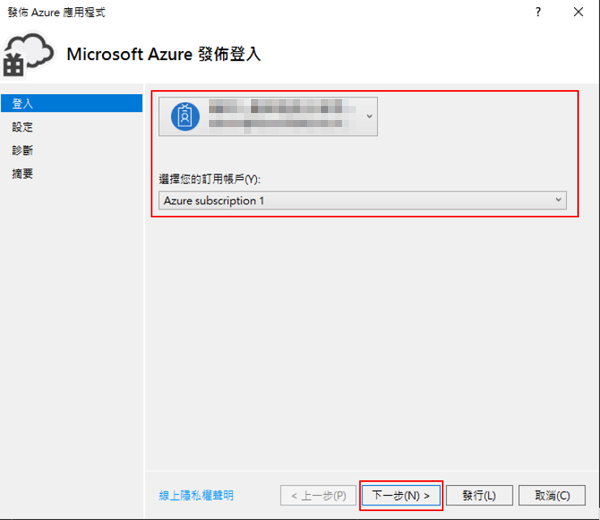 發佈 Azure 應用程式
?
Microsoft Azure 發佈登入
登入
設定
診斷
摘要
選擇您的訂用帳戶(Y):
Azure subscription 1
線上隱私權聲明
< 上一步(P)
下一步(N) >
發行(L)
取消(C)